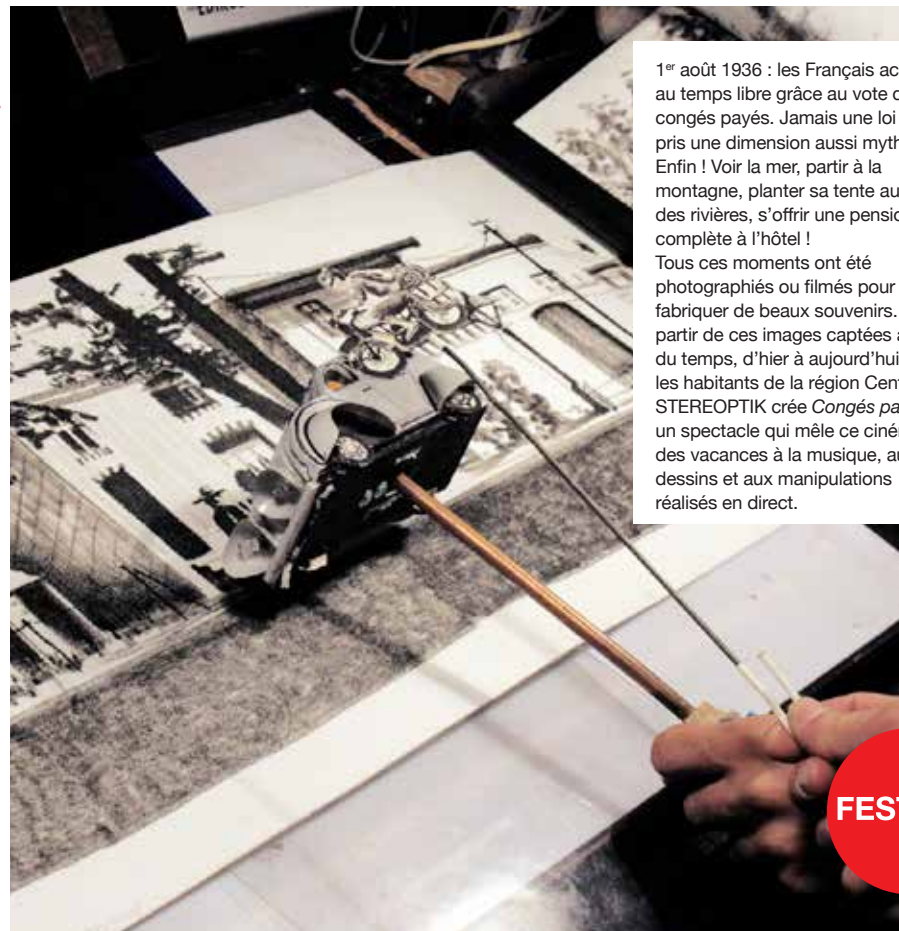 1er août 1936 : les Français ac
au temps libre grâce au vote d
congés payés. Jamais une loi
pris une dimension aussi myth
Enfin ! Voir la mer, partir à la
montagne, planter sa tente au
des rivières, s’offrir une pensio
complète à l’hôtel !
Tous ces moments ont été
photographiés ou filmés pour
fabriquer de beaux souvenirs.
partir de ces images captées a
du temps, d’hier à aujourd’hui
les habitants de la région Cent
STEREOPTIK crée Congés pa
un spectacle qui mêle ce ciném
des vacances à la musique, au
dessins et aux manipulations
réalisés en direct.
FEST